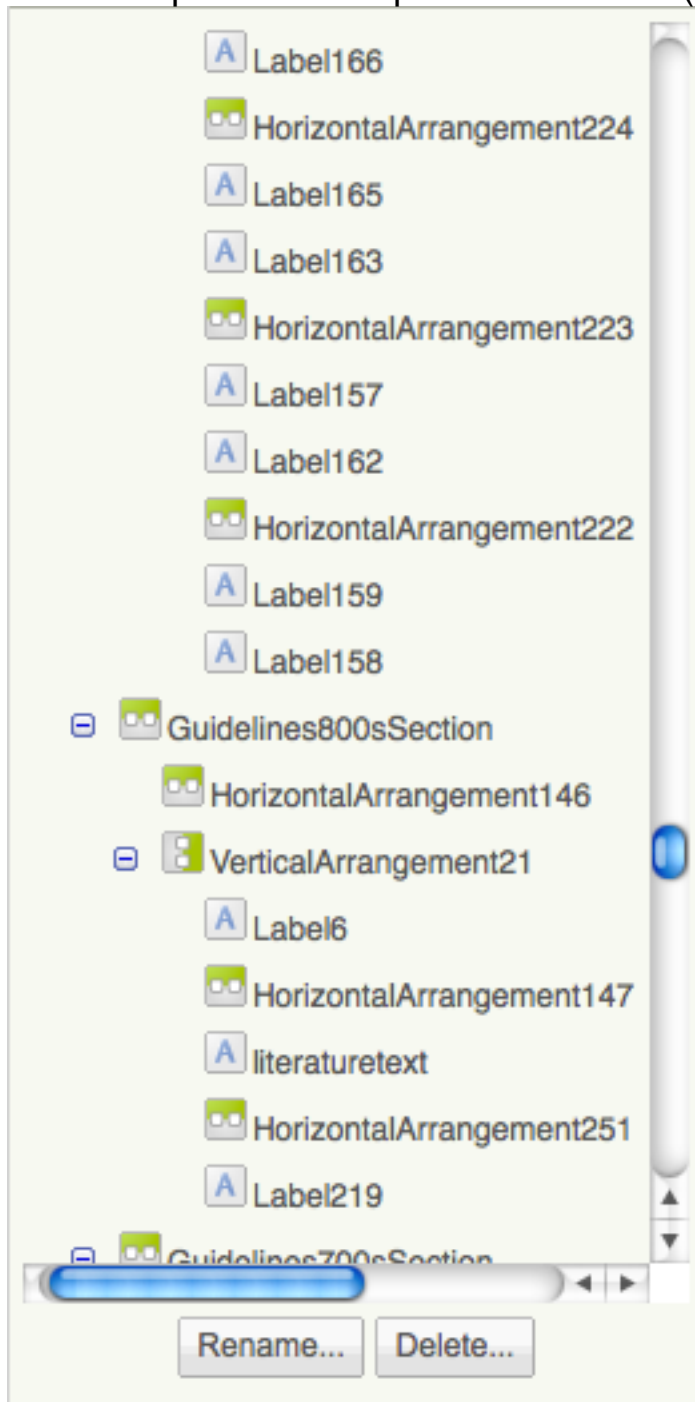 Label166
HorizontalArrangement224
Label165
Label163
HorizontalArrangement223
Label157
Label162
HorizontalArrangement222
Label159
Label158
Guidelines800sSection
HorizontalArrangement146
VerticalArrangement21
Label6
HorizontalArrangement147
literaturetext
HorizontalArrangement251
Label219
Guidelines700sSection
Rename... Delete...